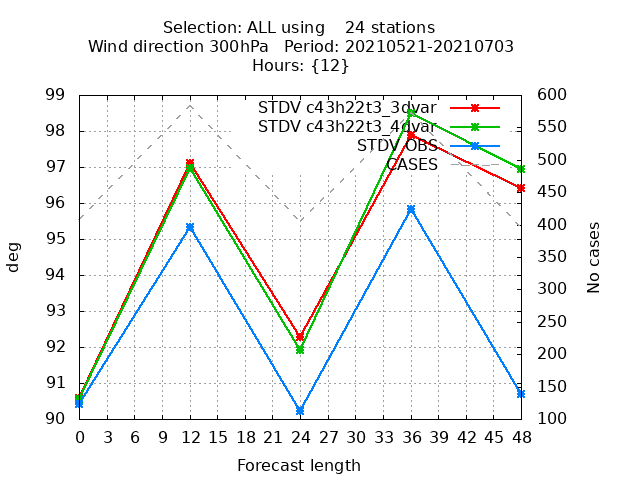 Selection: ALL using    24 stations
Wind direction 300hPa   Period: 20210521-20210703
Hours: {12}
STDV c43h22t3_3dvar
STDV c43h22t3_4dvar
STDV OBS
CASES
99
98
97
96
95
94
93
92
91
90
600
550
500
450
400
350
300
250
200
150
100
deg
No cases
0 3 6 9 12 15 18 21 24 27 30 33 36 39 42 45 48
Forecast length